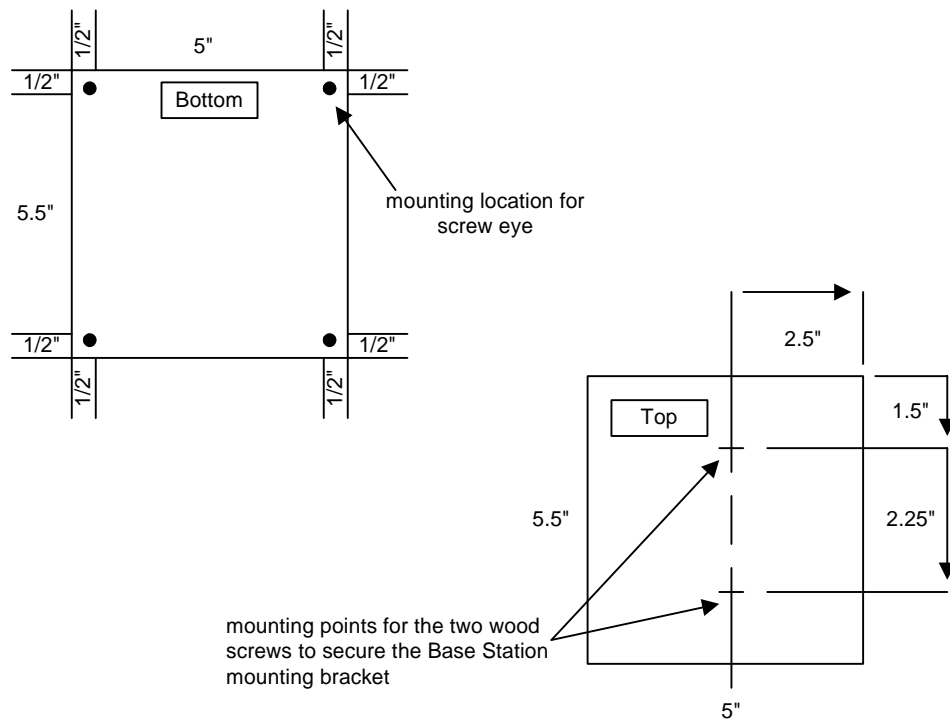 1/2"
5"
1/2"
1/2"
1/2"
Bottom
5.5"
mounting location for
screw eye
1/2"
1/2"
1/2"
1/2"
2.5"
Top
1.5"
5.5"
2.25"
mounting points for the two wood
screws to secure the Base Station
mounting bracket
5"